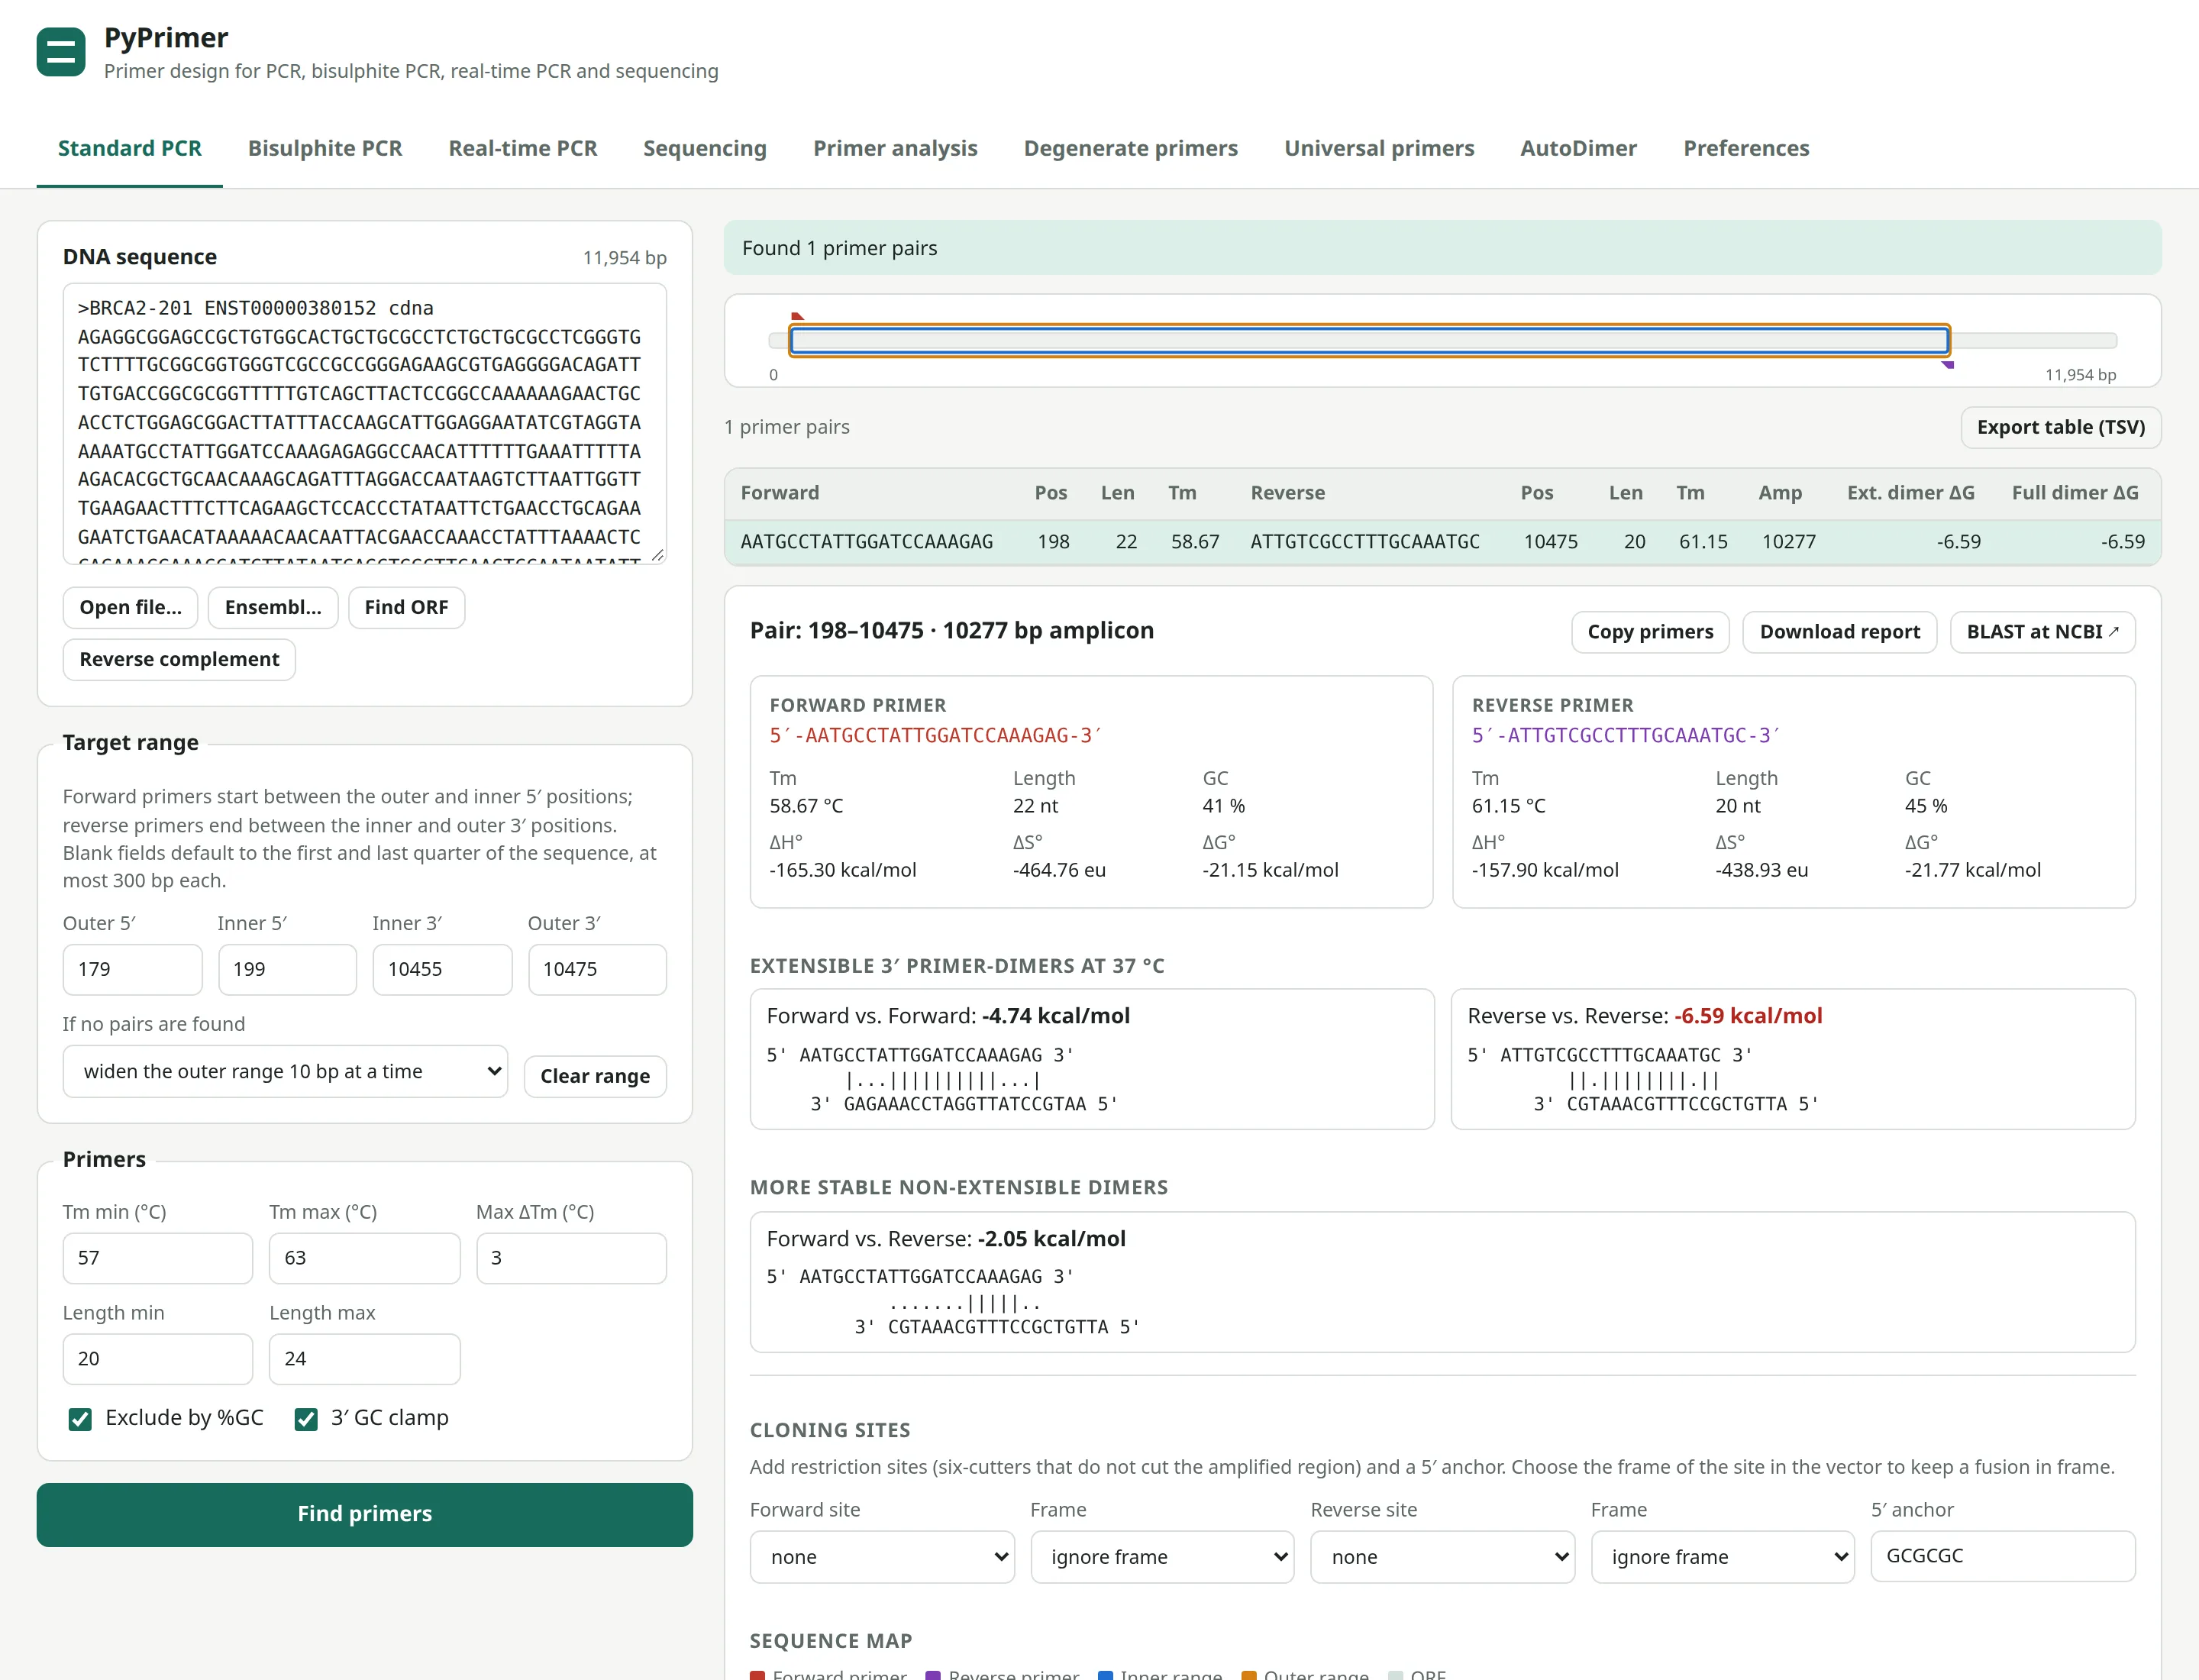 PyPrimer
Primer design for PCR, bisulphite PCR, real-time PCR and sequencing
Standard PCR Bisulphite PCR Real-time PCR Sequencing Primer analysis Degenerate primers Universal primers AutoDimer Preferences
DNA sequence 11,954 bp
>BRCA2-201 ENST00000380152 cdna
AGAGGCGGAGCCGCTGTGGCACTGCTGCGCCTCTGCTGCGCCTCGGGTG
TCTTTTGCGGCGGTGGGTCGCCGCCGGGAGAAGCGTGAGGGGACAGATT
TGTGACCGGCGCGGTTTTTGTCAGCTTACTCCGGCCAAAAAAGAACTGC
ACCTCTGGAGCGGACTTATTTACCAAGCATTGGAGGAATATCGTAGGTA
AAAATGCCTATTGGATCCAAAGAGAGGCCAACATTTTTTGAAATTTTTA
AGACACGCTGCAACAAAGCAGATTTAGGACCAATAAGTCTTAATTGGTT
TGAAGAACTTTCTTCAGAAGCTCCACCCTATAATTCTGAACCTGCAGAA
GAATCTGAACATAAAAACAACAATTACGAACCAAACCTATTTAAAACTC
Open file... Ensembl... Find ORF
Reverse complement
Target range
Forward primers start between the outer and inner 5′ positions;
reverse primers end between the inner and outer 3′ positions.
Blank fields default to the first and last quarter of the sequence, at
most 300 bp each.
Outer 5′ Inner 5′ Inner 3′ Outer 3′
179 199 10455 10475
If no pairs are found
widen the outer range 10 bp at a time Clear range
Primers
Tm min (°C) Tm max (°C) Max ΔTm (°C)
57 63 3
Length min Length max
20 24
Exclude by %GC 3′ GC clamp
Find primers
Found 1 primer pairs
0 11,954 bp
1 primer pairs Export table (TSV)
Forward Pos Len Tm Reverse Pos Len Tm Amp Ext. dimer ΔG Full dimer ΔG
AATGCCTATTGGATCCAAAGAG 198 22 58.67 ATTGTCGCCTTTGCAAATGC 10475 20 61.15 10277 -6.59 -6.59
Pair: 198–10475 · 10277 bp amplicon Copy primers Download report BLAST at NCBI ↗
FORWARD PRIMER
5′-AATGCCTATTGGATCCAAAGAG-3′
Tm Length GC
58.67 °C 22 nt 41 %
ΔH° ΔS° ΔG°
-165.30 kcal/mol -464.76 eu -21.15 kcal/mol
REVERSE PRIMER
5′-ATTGTCGCCTTTGCAAATGC-3′
Tm Length GC
61.15 °C 20 nt 45 %
ΔH° ΔS° ΔG°
-157.90 kcal/mol -438.93 eu -21.77 kcal/mol
EXTENSIBLE 3′ PRIMER-DIMERS AT 37 °C
Forward vs. Forward: -4.74 kcal/mol
5' AATGCCTATTGGATCCAAAGAG 3'
|...||||||||||...|
3' GAGAAACCTAGGTTATCCGTAA 5'
Reverse vs. Reverse: -6.59 kcal/mol
5' ATTGTCGCCTTTGCAAATGC 3'
||.||||||||.||
3' CGTAAACGTTTCCGCTGTTA 5'
MORE STABLE NON-EXTENSIBLE DIMERS
Forward vs. Reverse: -2.05 kcal/mol
5' AATGCCTATTGGATCCAAAGAG 3'
.......|||||..
3' CGTAAACGTTTCCGCTGTTA 5'
CLONING SITES
Add restriction sites (six-cutters that do not cut the amplified region) and a 5′ anchor. Choose the frame of the site in the vector to keep a fusion in frame.
Forward site Frame Reverse site Frame 5′ anchor
none ignore frame none ignore frame GCGCGC
SEQUENCE MAP
Forward primer Reverse primer Inner range Outer range ORF